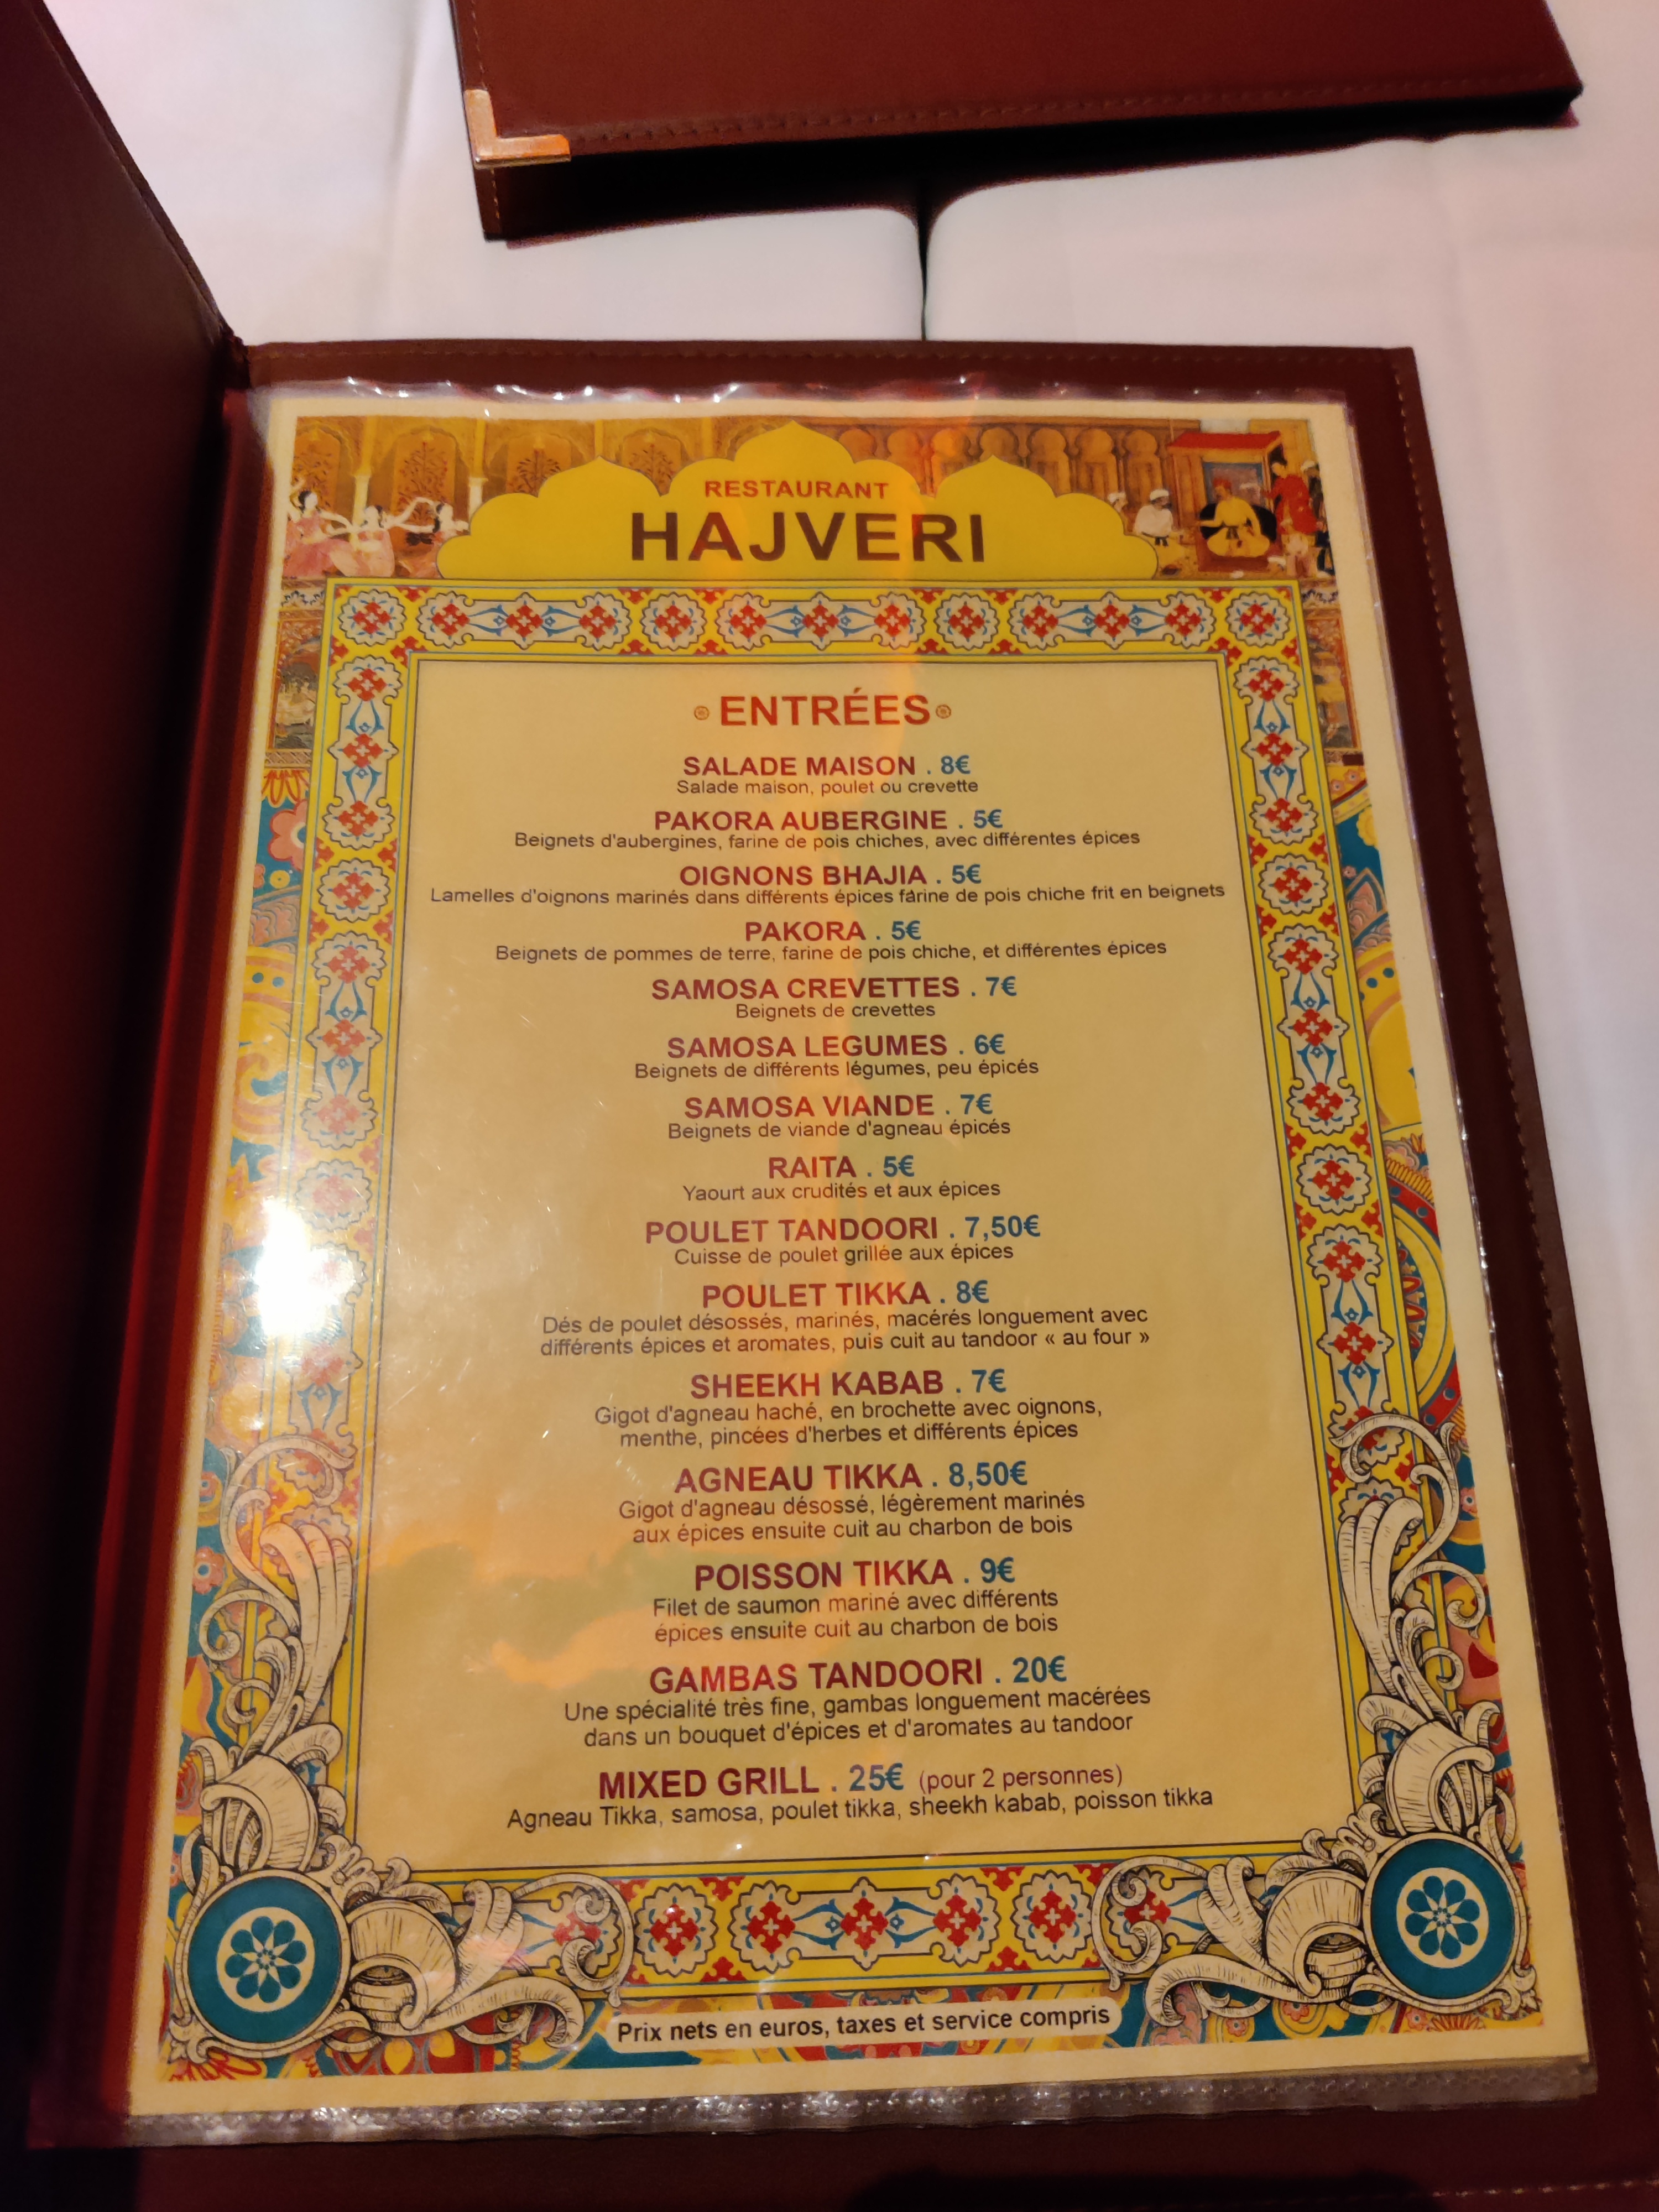 RESTAURANT
HAJVERI
ENTRÉES
SALADE MAISON . 8€
Salade maison, poulet ou crevette
PAKORA AUBERGINE . 5€
Beignets d'aubergines, farine de pois chiches, avec différentes épices
OIGNONS BHAJIA . 5€
Lamelles d'oignons marinés dans différents épices farine de pois chiche frit en beignets
PAKORA . 5€
Beignets de pommes de terre, farine de pois chiche, et différentes épices
SAMOSA CREVETTES . 7€
Beignets de crevettes
SAMOSA LEGUMES . 6€
Beignets de différents légumes, peu épicés
SAMOSA VIANDE . 7€
Beignets de viande d'agneau épicés
RAITA . 5€
Yaourt aux crudités et aux épices
POULET TANDOORI . 7,50€
Cuisse de poulet grillée aux épices
POULET TIKKA . 8€
Dés de poulet désossés, marinés, macérés longuement avec
différents épices et aromates, puis cuit au tandoor « au four »
SHEEKH KABAB . 7€
Gigot d'agneau haché, en brochette avec oignons,
menthe, pincées d'herbes et différents épices
AGNEAU TIKKA . 8,50€
Gigot d'agneau désossé, légèrement marinés
aux épices ensuite cuit au charbon de bois
POISSON TIKKA . 9€
Filet de saumon mariné avec différents
épices ensuite cuit au charbon de bois
GAMBAS TANDOORI . 20€
Une spécialité très fine, gambas longuement macérées
dans un bouquet d'épices et d'aromates au tandoor
MIXED GRILL . 25€ (pour 2 personnes)
Agneau Tikka, samosa, poulet tikka, sheekh kabab, poisson tikka
Prix nets en euros, taxes et service compris